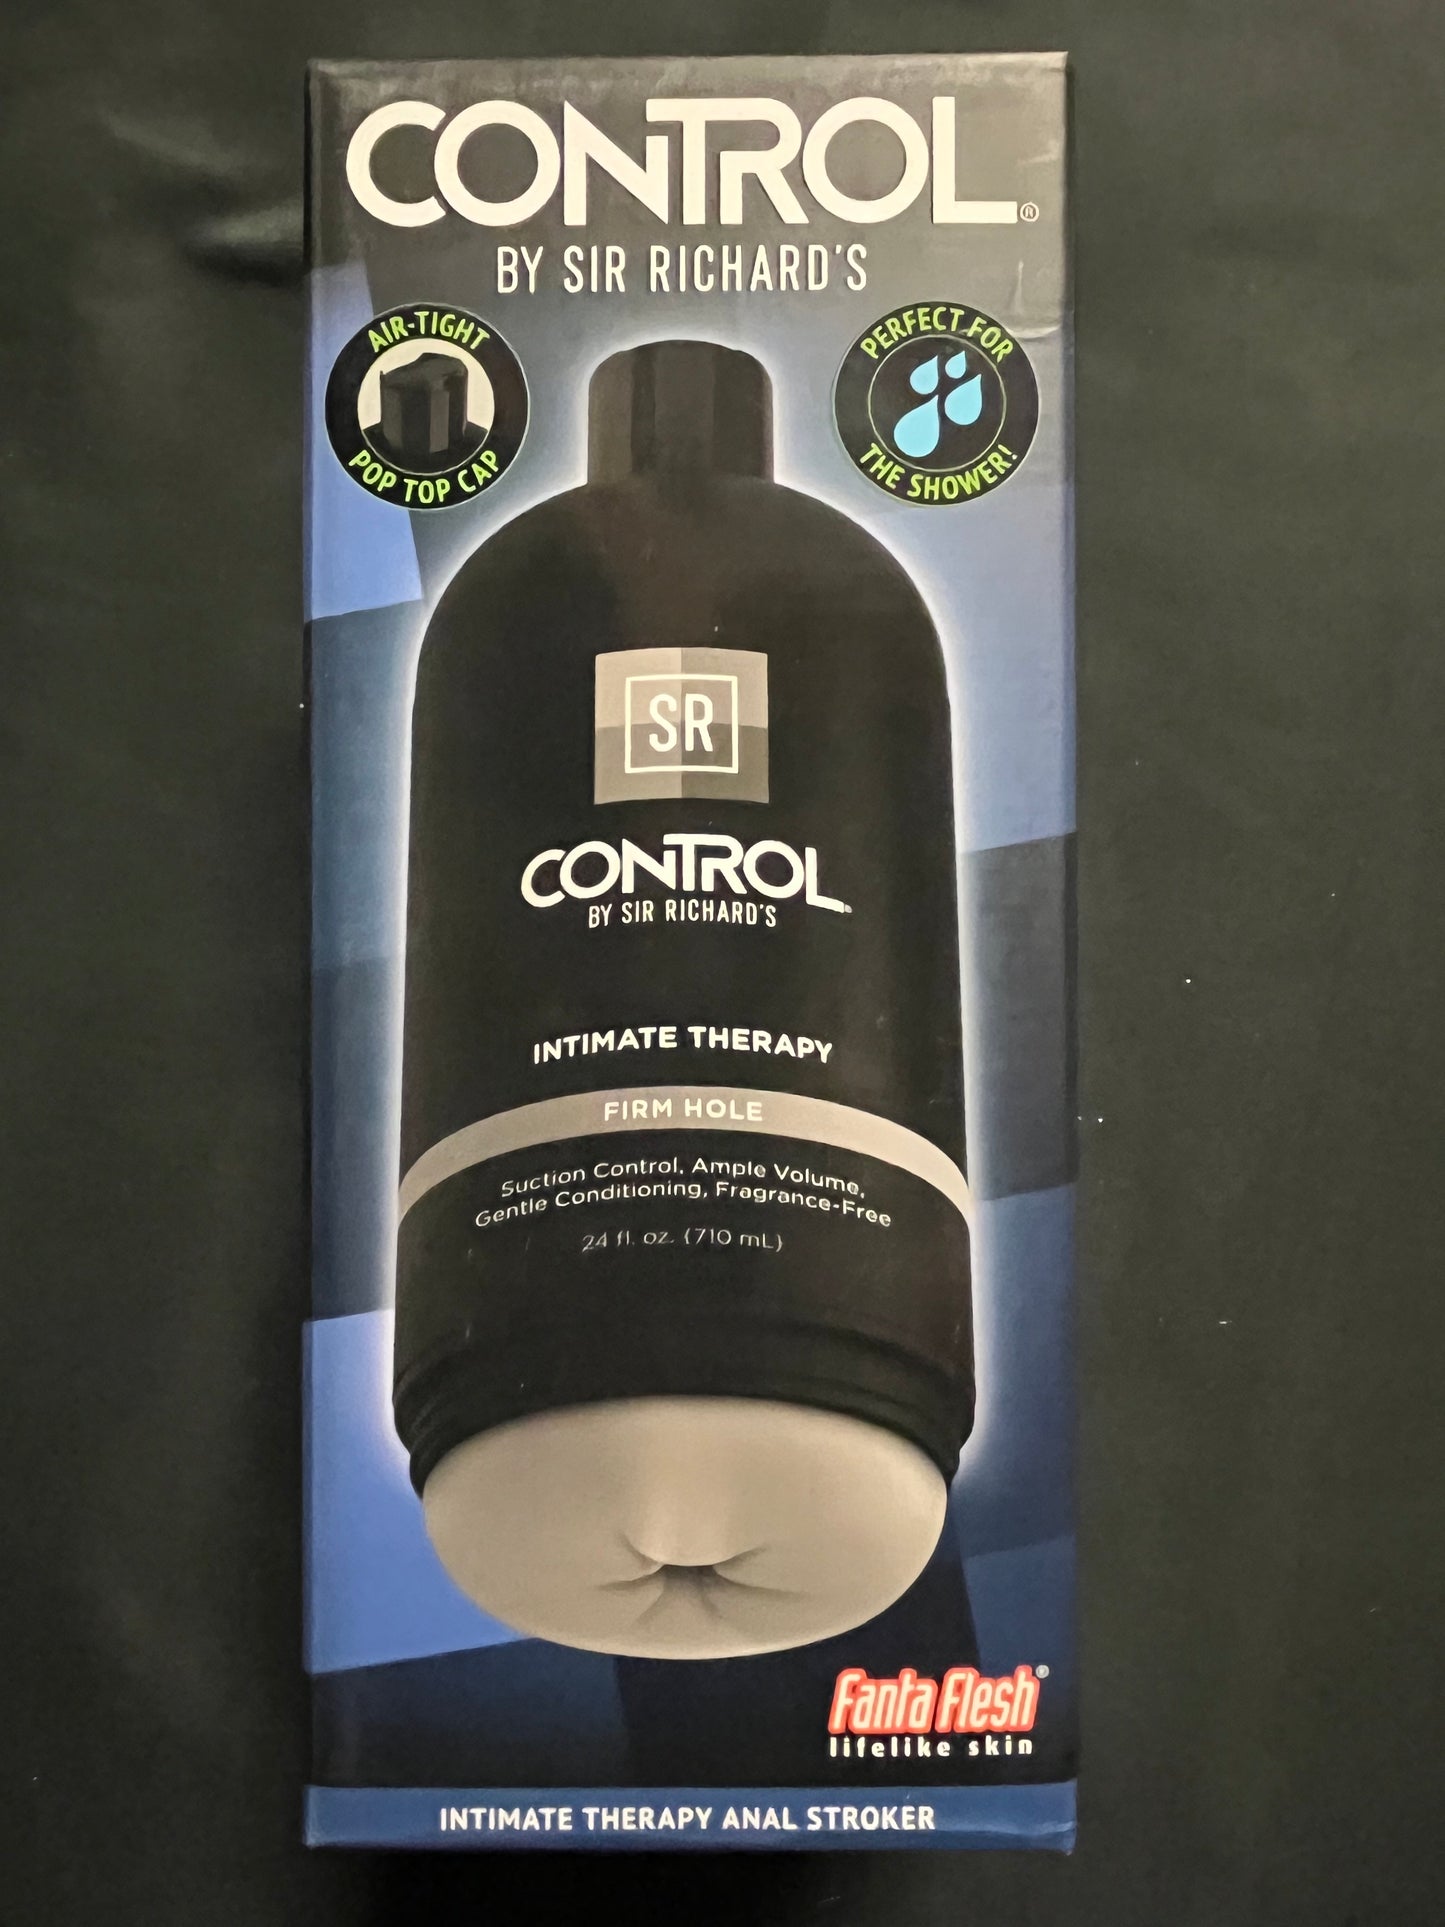 CONTROL®
BY SIR RICHARD'S
AIR-TIGHT
POP TOP CAP
PERFECT FOR
THE SHOWER!
SR
CONTROL®
BY SIR RICHARD'S
INTIMATE THERAPY
FIRM HOLE
Suction Control, Ample Volume,
Gentle Conditioning, Fragrance-Free
24 fl. oz. (710 mL)
Fanta Flesh®
lifelike skin
INTIMATE THERAPY ANAL STROKER